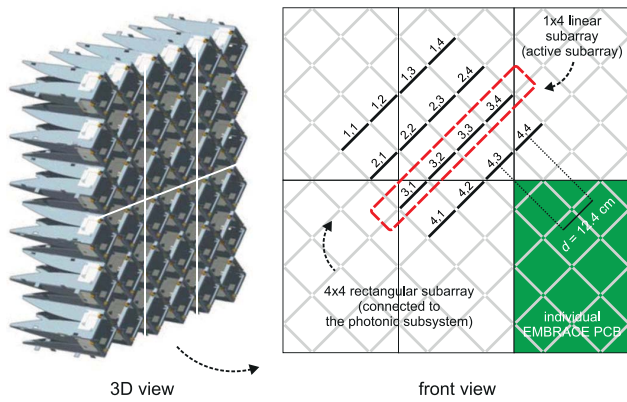 1x4 linear
subarray
(active subarray)
1,1 1,2 1,3 1,4
2,1 2,2 2,3 2,4
3,1 3,2 3,3 3,4
4,1 4,2 4,3 4,4
d = 12,4 cm
4x4 rectangular subarray
(connected to
the photonic subsystem)
individual
EMBRACE PCB
3D view
front view